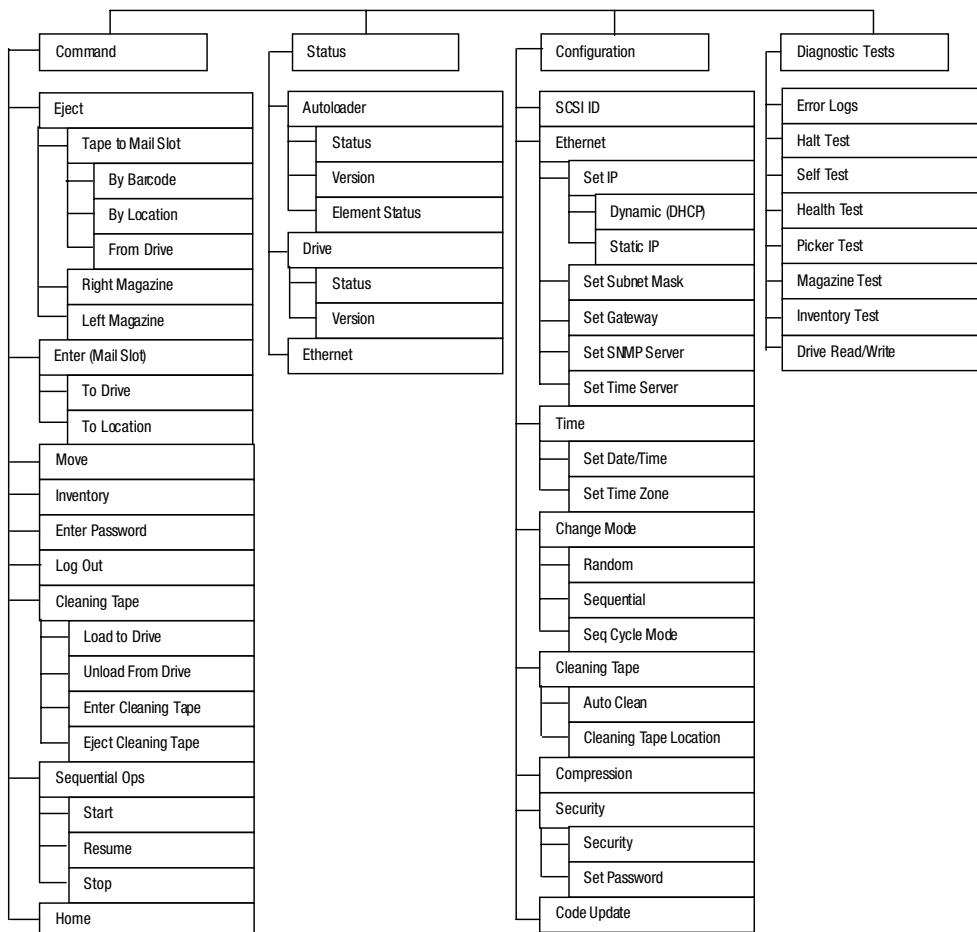 Command
Eject
Tape to Mail Slot
By Barcode
By Location
From Drive
Right Magazine
Left Magazine
Enter (Mail Slot)
To Drive
To Location
Move
Inventory
Enter Password
Log Out
Cleaning Tape
Load to Drive
Unload From Drive
Enter Cleaning Tape
Eject Cleaning Tape
Sequential Ops
Start
Resume
Stop
Home
Status
Autoloader
Status
Version
Element Status
Drive
Status
Version
Ethernet
Configuration
SCSI ID
Ethernet
Set IP
Dynamic (DHCP)
Static IP
Set Subnet Mask
Set Gateway
Set SNMP Server
Set Time Server
Time
Set Date/Time
Set Time Zone
Change Mode
Random
Sequential
Seq Cycle Mode
Cleaning Tape
Auto Clean
Cleaning Tape Location
Compression
Security
Security
Set Password
Code Update
Diagnostic Tests
Error Logs
Halt Test
Self Test
Health Test
Picker Test
Magazine Test
Inventory Test
Drive Read/Write